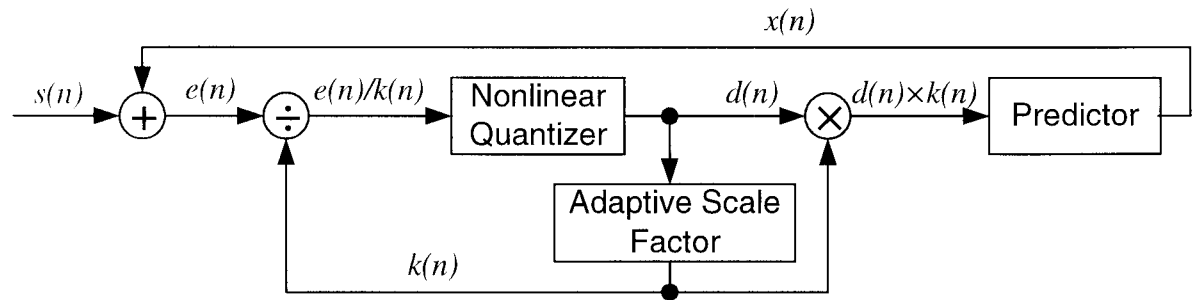 x(n)
s(n)
e(n)
e(n)/k(n)
Nonlinear
Quantizer
d(n)
d(n)×k(n)
Predictor
+
÷
×
Adaptive Scale
Factor
k(n)